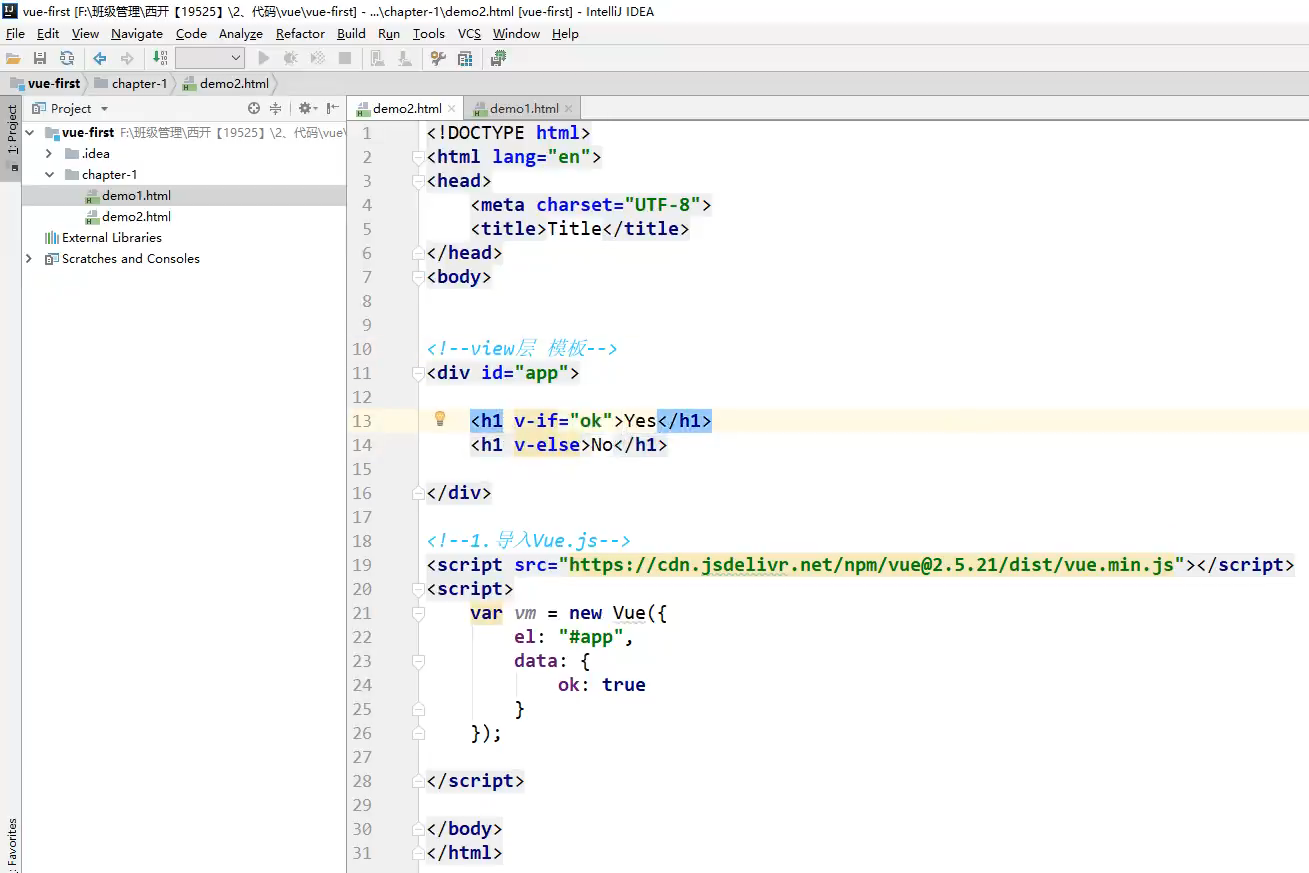 vue-first [F:\班级管理\西开【19525】\2、代码\vue\vue-first] - ...\chapter-1\demo2.html [vue-first] - IntelliJ IDEA
File Edit View Navigate Code Analyze Refactor Build Run Tools VCS Window Help
vue-first chapter-1 demo2.html
1: Project
Project
demo2.html demo1.html
vue-first F:\班级管理\西开【19525】\2、代码\vue\
.idea
chapter-1
demo1.html
demo2.html
External Libraries
Scratches and Consoles
1 <!DOCTYPE html>
2 <html lang="en">
3 <head>
4 <meta charset="UTF-8">
5 <title>Title</title>
6 </head>
7 <body>
8
9
10 <!--view层 模板-->
11 <div id="app">
12
13 <h1 v-if="ok">Yes</h1>
14 <h1 v-else>No</h1>
15
16 </div>
17
18 <!--1.导入Vue.js-->
19 <script src="https://cdn.jsdelivr.net/npm/vue@2.5.21/dist/vue.min.js"></script>
20 <script>
21 var vm = new Vue({
22 el: "#app",
23 data: {
24 ok: true
25 }
26 });
27
28 </script>
29
30 </body>
31 </html>
: Favorites